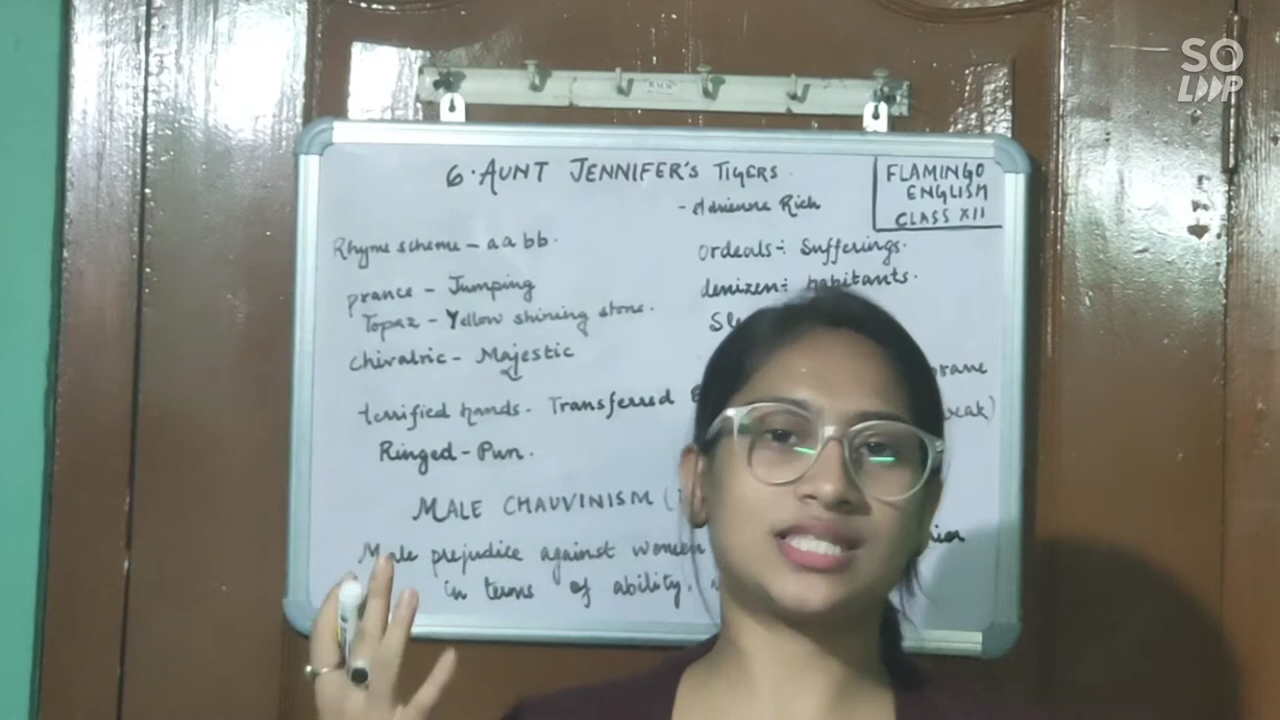 SO
LOOP
6. AUNT JENNIFER'S TIGERS
- Adrienne Rich
FLAMINGO
ENGLISH
CLASS XII
Rhyme scheme - aabb.
prance - Jumping
Topaz - Yellow shining stone.
chivalric - Majestic
terrified hands - Transferred
Ringed - Pun.
MALE CHAUVINISM (
Male prejudice against women
in terms of ability.
ordeals :- Sufferings.
denizen :- habitants.